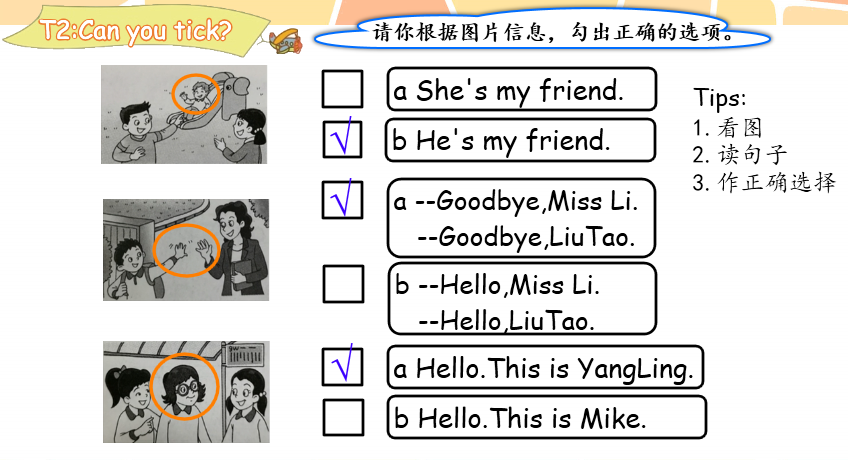 T2:Can you tick?
请你根据图片信息，勾出正确的选项。
a She's my friend.
√ b He's my friend.
√ a --Goodbye,Miss Li.
--Goodbye,LiuTao.
b --Hello,Miss Li.
--Hello,LiuTao.
√ a Hello.This is YangLing.
b Hello.This is Mike.
Tips:
1.看图
2.读句子
3.作正确选择